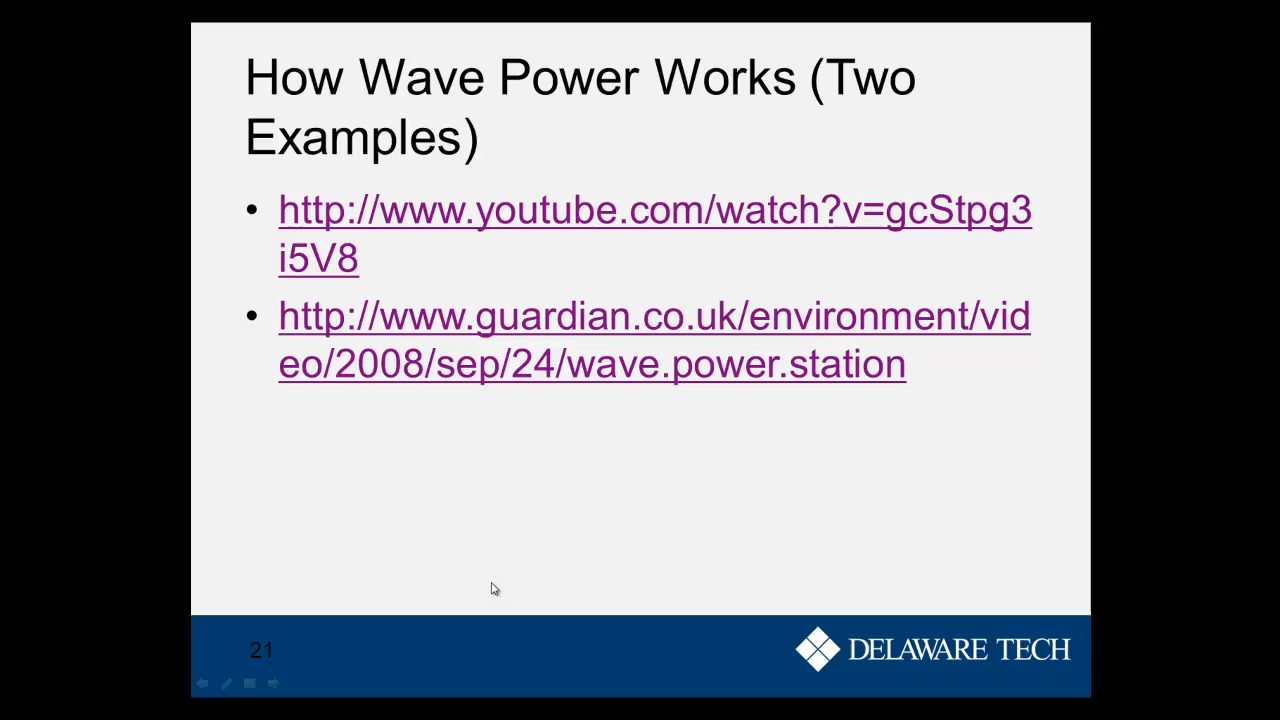 How Wave Power Works (Two
Examples)
• http://www.youtube.com/watch?v=gcStpg3
i5V8
• http://www.guardian.co.uk/environment/vid
eo/2008/sep/24/wave.power.station
21
DELAWARE TECH